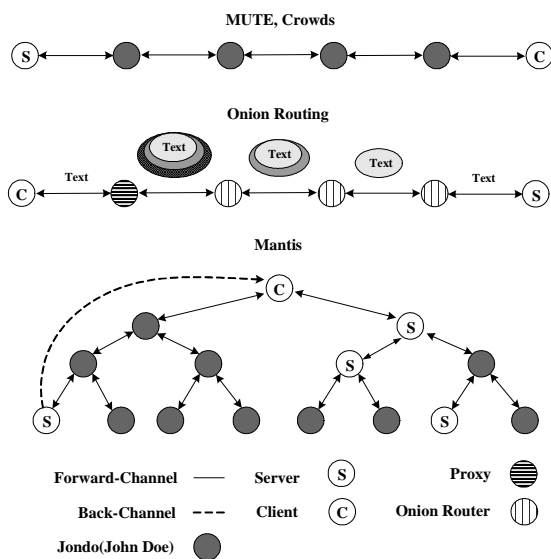 MUTE, Crowds
S
C
Onion Routing
Text
Text
Text
Text
Text
C
S
Mantis
C
S
S
S
S
Forward-Channel
Server
S
Proxy
Back-Channel
Client
C
Onion Router
Jondo(John Doe)